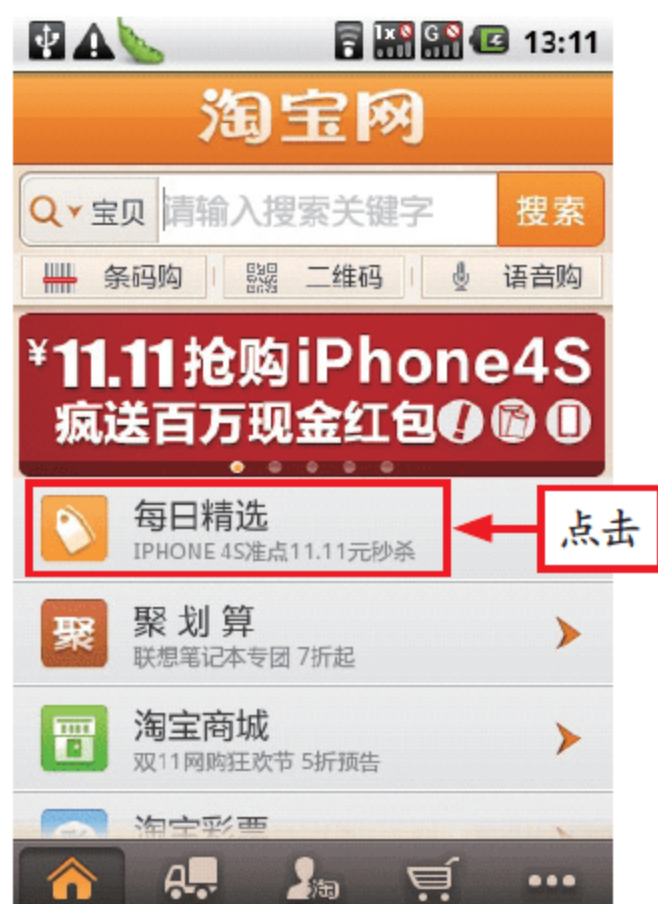 1x G 13:11
淘宝网
宝贝 请输入搜索关键字 搜索
条码购 二维码 语音购
¥11.11抢购iPhone4S
疯送百万现金红包
每日精选
IPHONE 4S准点11.11元秒杀
点击
聚 聚划算
联想笔记本专团 7折起
淘宝商城
双11网购狂欢节 5折预告
淘宝彩票
淘